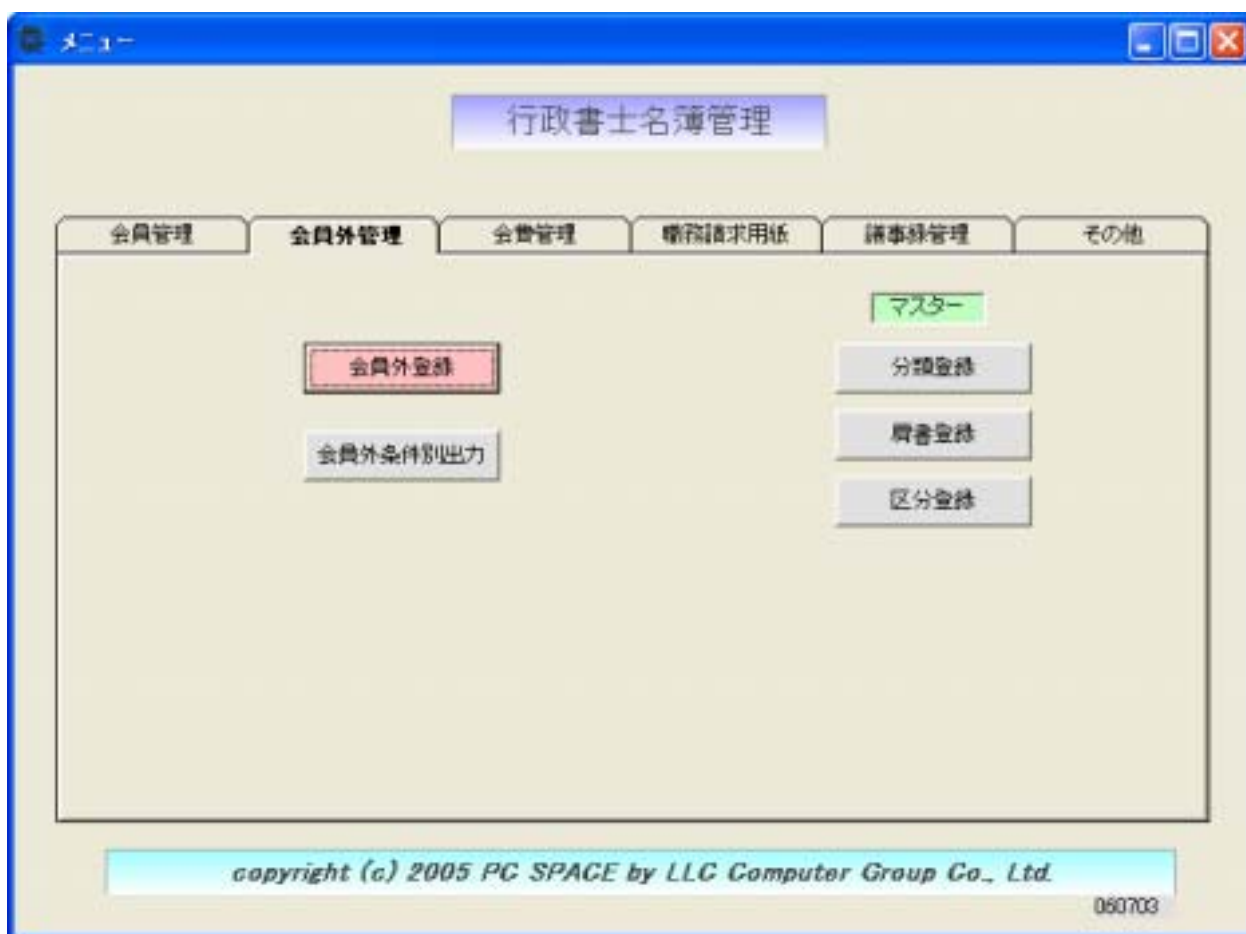 メニュー
行政書士名簿管理
会員管理 会員外管理 会費管理 職務請求用紙 議事録管理 その他
マスター
会員外登録 分類登録
肩書登録
会員外条件別出力
区分登録
copyright (c) 2005 PC SPACE by LLC Computer Group Co., Ltd.
060703